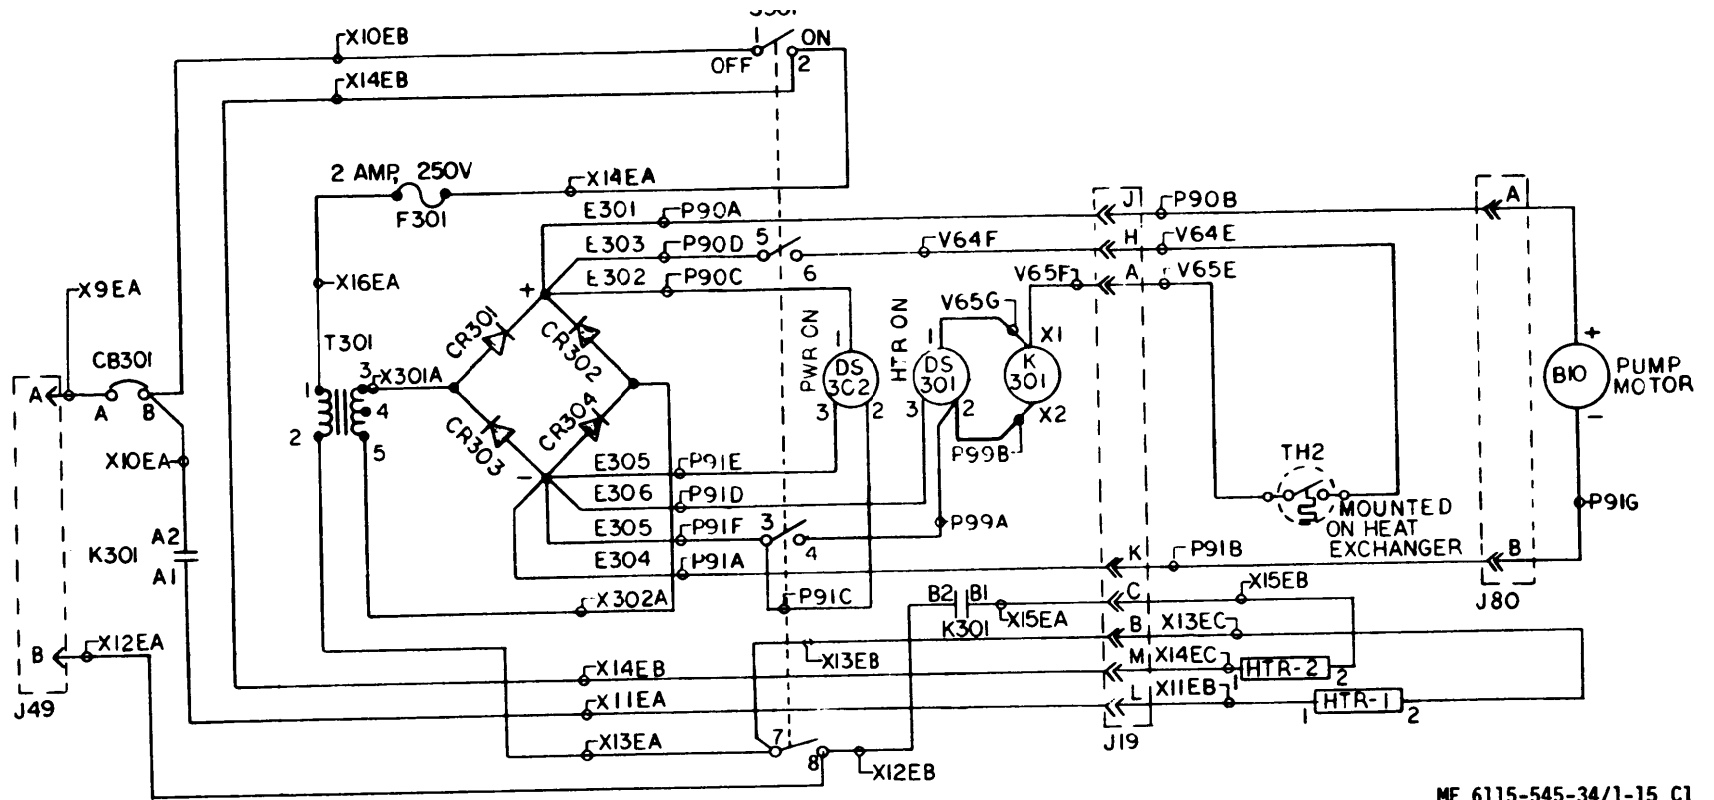 X10EB
ON
1
OFF
2
X14EB
2 AMP, 250V
X14EA
F301
E301
P90A
J
P90B
A
E303
P90D
5
6
V64F
H
V64E
E302
P90C
V65F
A
V65E
X9EA
X16EA
+
V65G
X1
CR301
CR302
PWR ON
HTR ON
1
1
CB301
T301
1
3
X301A
4
2
5
DS
3C2
3
2
DS
301
3
2
K
301
X2
+
B10
PUMP
MOTOR
-
A
A
B
CR303
CR304
X10EA
P99B
TH2
MOUNTED
ON HEAT
EXCHANGER
-
E305
P91E
E306
P91D
P99A
P91G
E305
P91F
3
4
A2
K301
A1
E304
P91A
K
P91B
B
J80
X302A
P91C
B2
B1
K301
X15EA
C
X15EB
B
X12EA
X13EB
B
X13EC
X14EB
M
X14EC
1
HTR-2
2
J49
X11EA
L
X11EB
1
HTR-1
2
X13EA
7
8
X12EB
J19
ME 6115-545-34/1-15 C1